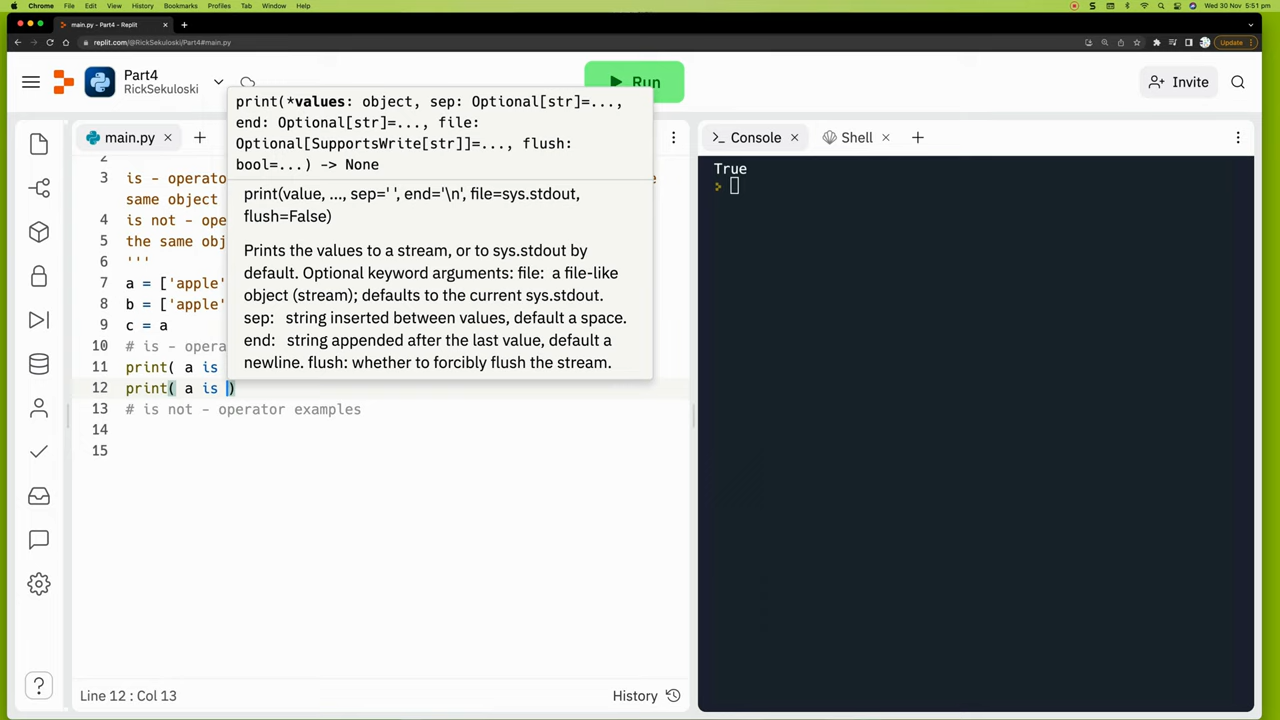 Chrome File Edit View History Bookmarks Profiles Tab Window Help Wed 30 Nov 5:51 pm
main.py - Part4 - Replit
replit.com/@RickSekuloski/Part4#main.py Update
Part4
RickSekuloski
Run
Invite
main.py
Console
Shell
print(*values: object, sep: Optional[str]=...,
end: Optional[str]=..., file:
Optional[SupportsWrite[str]]=..., flush:
bool=...) -> None
print(value, ..., sep=' ', end='\n', file=sys.stdout,
flush=False)
Prints the values to a stream, or to sys.stdout by
default. Optional keyword arguments: file: a file-like
object (stream); defaults to the current sys.stdout.
sep: string inserted between values, default a space.
end: string appended after the last value, default a
newline. flush: whether to forcibly flush the stream.
2
3 is - operato e
same object
4 is not - ope
5 the same obj
6 '''
7 a = ['apple'
8 b = ['apple'
9 c = a
10 # is - opera
11 print( a is
12 print( a is )
13 # is not - operator examples
14
15
True
Line 12 : Col 13
History
?